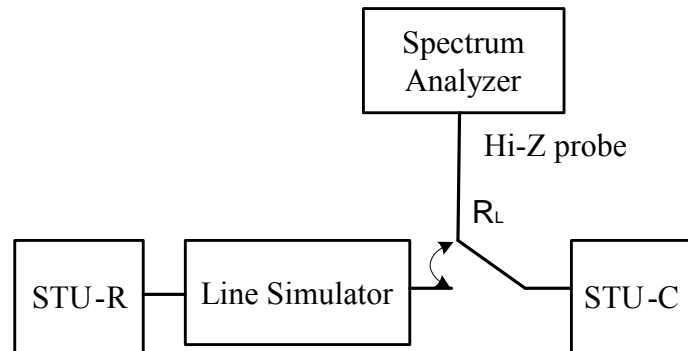 Spectrum
Analyzer
Hi-Z probe
RL
STU-R
Line Simulator
STU-C